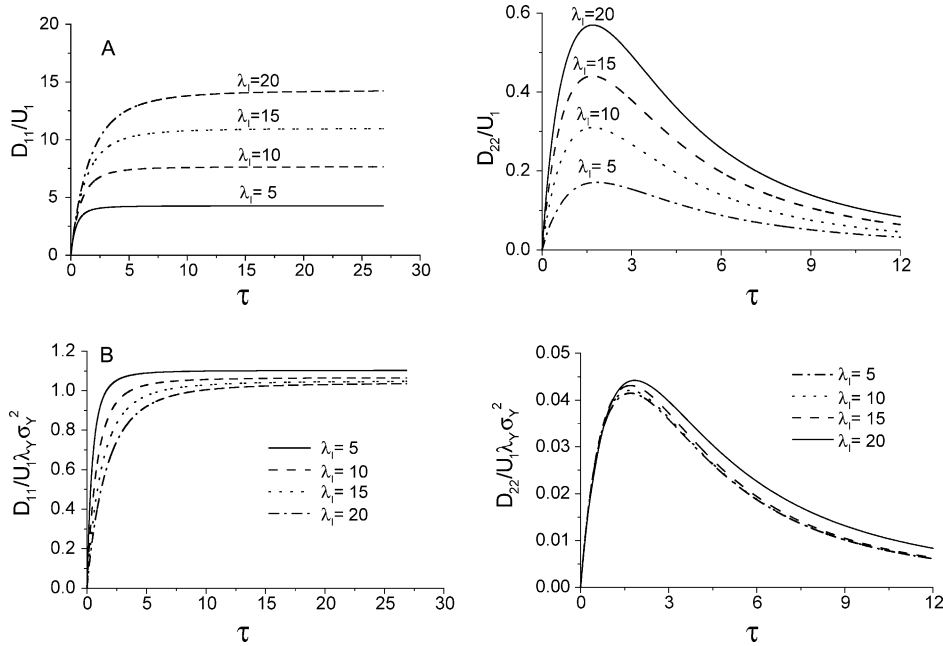 A
D₁₁/U₁
20
15
10
5
0
λI=20
λI=15
λI=10
λI= 5
0 5 10 15 20 25 30
τ
D₂₂/U₁
0.6
0.4
0.2
0.0
λI=20
λI=15
λI=10
λI= 5
0 3 6 9 12
τ
B
D₁₁/U₁λYσY²
1.2
1.0
0.8
0.6
0.4
0.2
0.0
λI= 5
λI= 10
λI= 15
λI= 20
0 5 10 15 20 25 30
τ
D₂₂/U₁λYσY²
0.05
0.04
0.03
0.02
0.01
0.00
λI= 5
λI= 10
λI= 15
λI= 20
0 3 6 9 12
τ